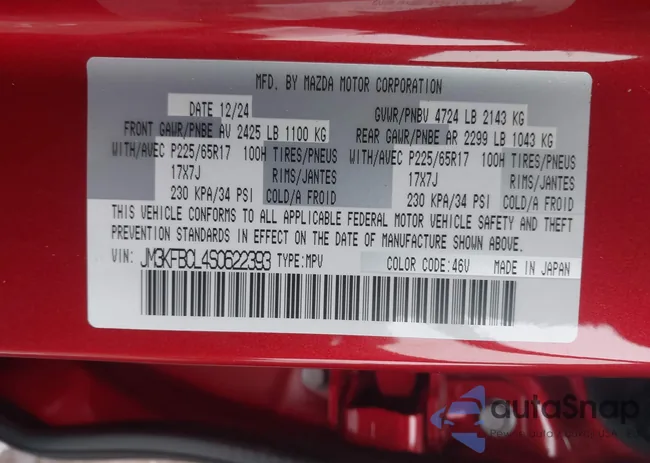 MFD. BY MAZDA MOTOR CORPORATION
DATE 12/24 GVWR/PNBV 4724 LB 2143 KG
FRONT GAWR/PNBE AV 2425 LB 1100 KG REAR GAWR/PNBE AR 2299 LB 1043 KG
WITH/AVEC P225/65R17 100H TIRES/PNEUS WITH/AVEC P225/65R17 100H TIRES/PNEUS
17X7J RIMS/JANTES 17X7J RIMS/JANTES
230 KPA/34 PSI COLD/A FROID 230 KPA/34 PSI COLD/A FROID
THIS VEHICLE CONFORMS TO ALL APPLICABLE FEDERAL MOTOR VEHICLE SAFETY AND THEFT
PREVENTION STANDARDS IN EFFECT ON THE DATE OF MANUFACTURE SHOWN ABOVE.
VIN: JM3KFBCL4S0622393 TYPE:MPV COLOR CODE:46V MADE IN JAPAN
autoSnap